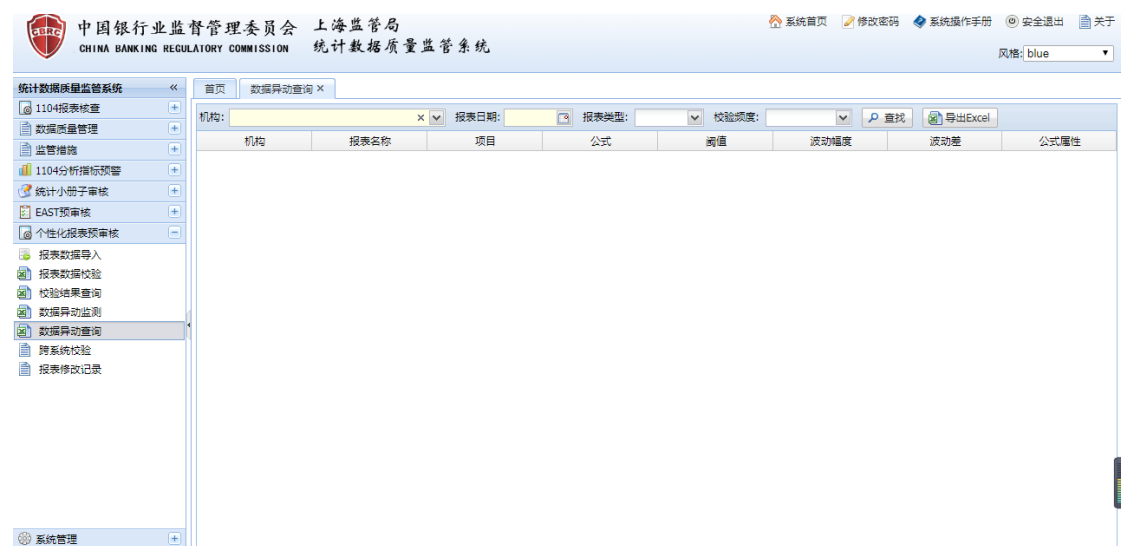 CBRC 中国银行业监督管理委员会 上海监管局
CHINA BANKING REGULATORY COMMISSION 统计数据质量监管系统
系统首页 修改密码 系统操作手册 安全退出 关于
风格: blue
统计数据质量监管系统 «
1104报表核查
数据质量管理
监管措施
1104分析指标预警
统计小册子审核
EAST预审核
个性化报表预审核
报表数据导入
报表数据校验
校验结果查询
数据异动监测
数据异动查询
跨系统校验
报表修改记录
系统管理
首页 数据异动查询 ×
机构: × 报表日期: 报表类型: 校验频度: 查找 导出Excel
机构 报表名称 项目 公式 阈值 波动幅度 波动差 公式属性